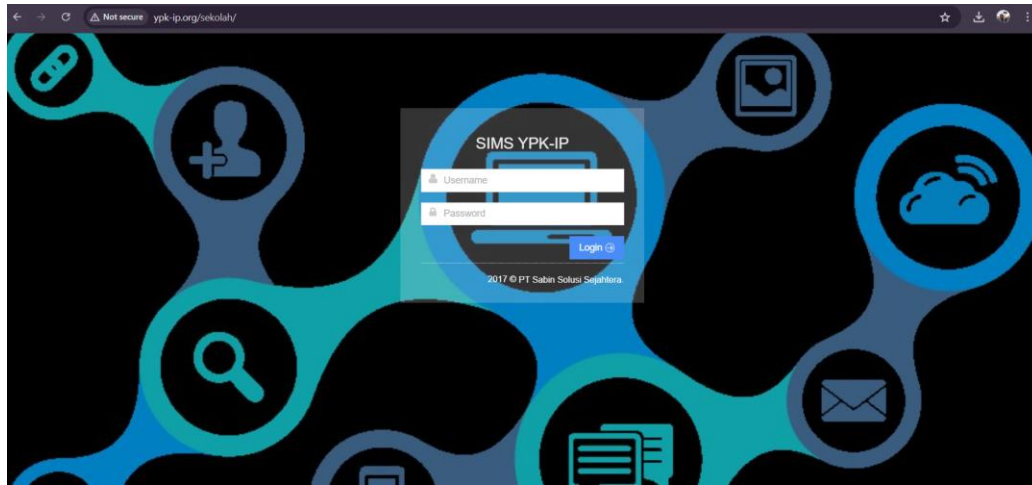 Not secure ypk-ip.org/sekolah/
SIMS YPK-IP
Username
Password
Login
2017 © PT Sabin Solusi Sejahtera.